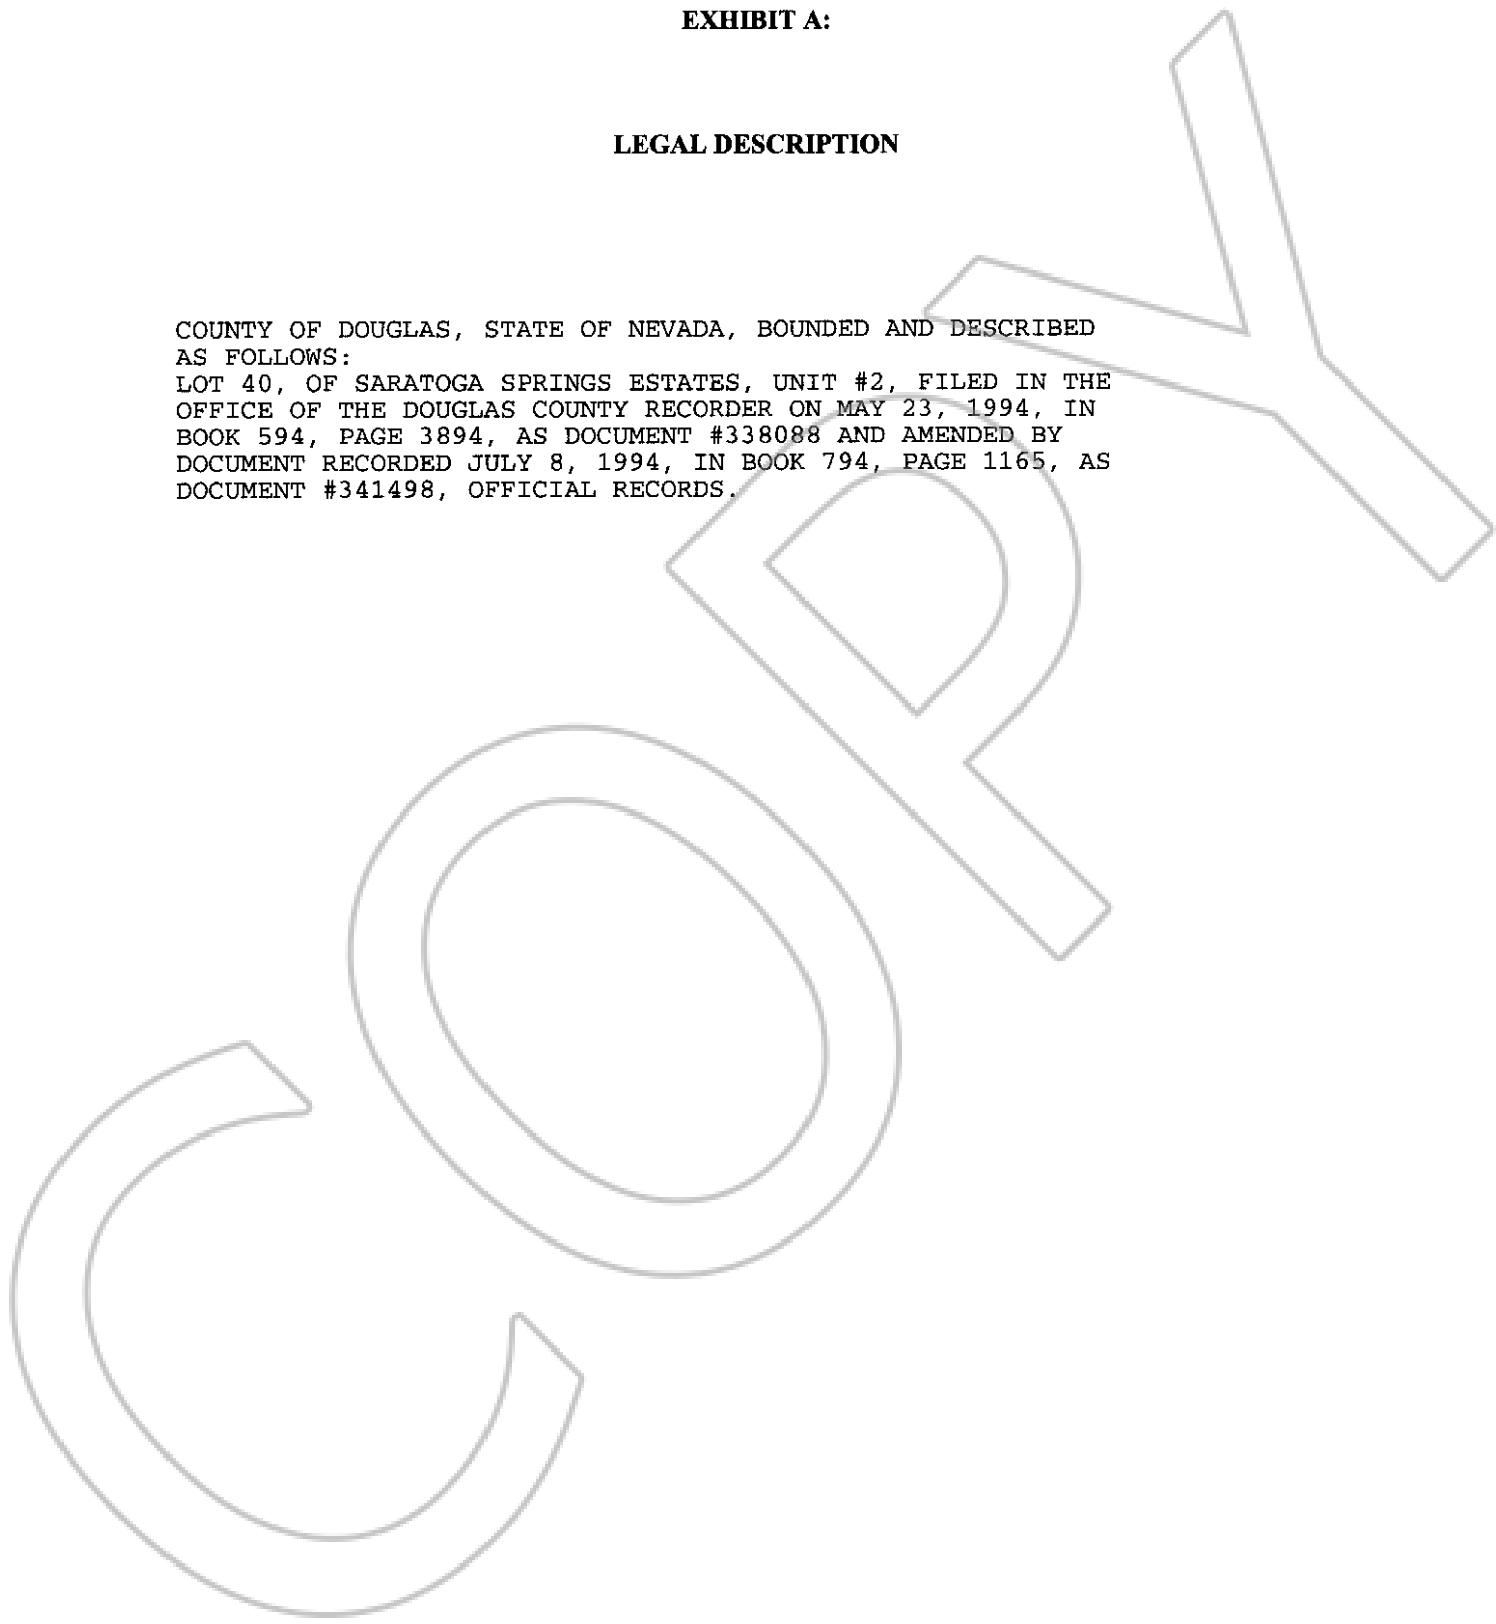 EXHIBIT A:
LEGAL DESCRIPTION
COUNTY OF DOUGLAS, STATE OF NEVADA, BOUNDED AND DESCRIBED
AS FOLLOWS:
LOT 40, OF SARATOGA SPRINGS ESTATES, UNIT #2, FILED IN THE
OFFICE OF THE DOUGLAS COUNTY RECORDER ON MAY 23, 1994, IN
BOOK 594, PAGE 3894, AS DOCUMENT #338088 AND AMENDED BY
DOCUMENT RECORDED JULY 8, 1994, IN BOOK 794, PAGE 1165, AS
DOCUMENT #341498, OFFICIAL RECORDS.
COPY